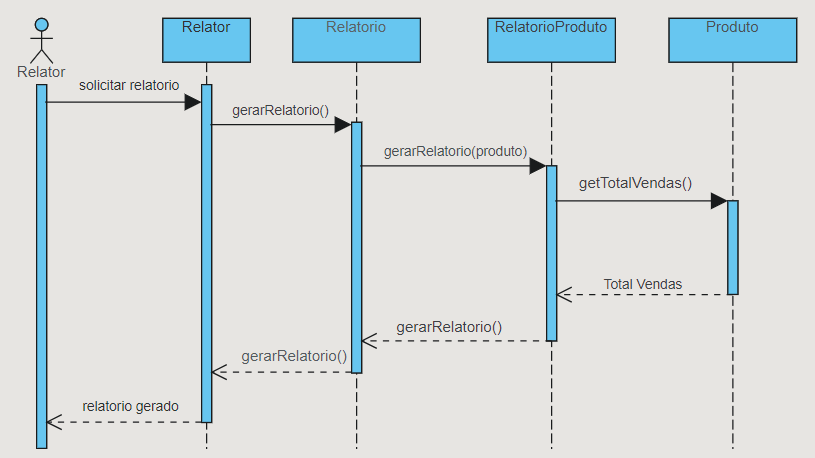 Relator
Relatorio
RelatorioProduto
Produto
Relator
solicitar relatorio
gerarRelatorio()
gerarRelatorio(produto)
getTotalVendas()
Total Vendas
gerarRelatorio()
gerarRelatorio()
relatorio gerado